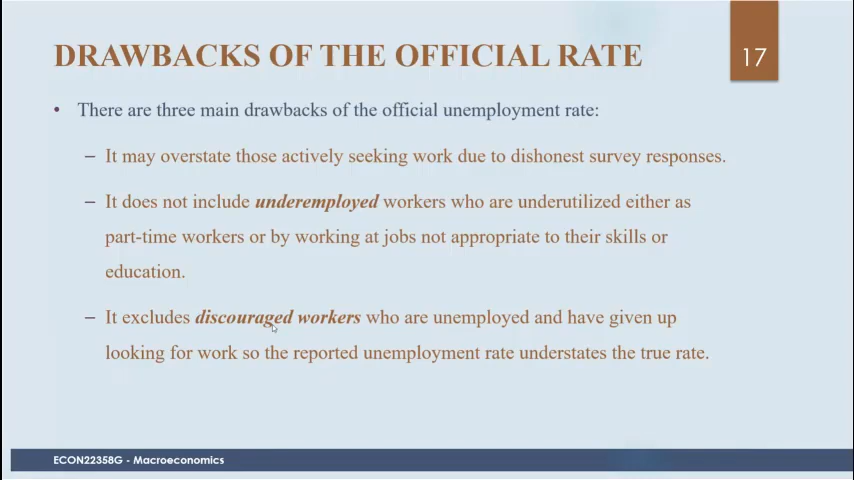 DRAWBACKS OF THE OFFICIAL RATE
17
• There are three main drawbacks of the official unemployment rate:
– It may overstate those actively seeking work due to dishonest survey responses.
– It does not include underemployed workers who are underutilized either as
part-time workers or by working at jobs not appropriate to their skills or
education.
– It excludes discouraged workers who are unemployed and have given up
looking for work so the reported unemployment rate understates the true rate.
ECON22358G - Macroeconomics